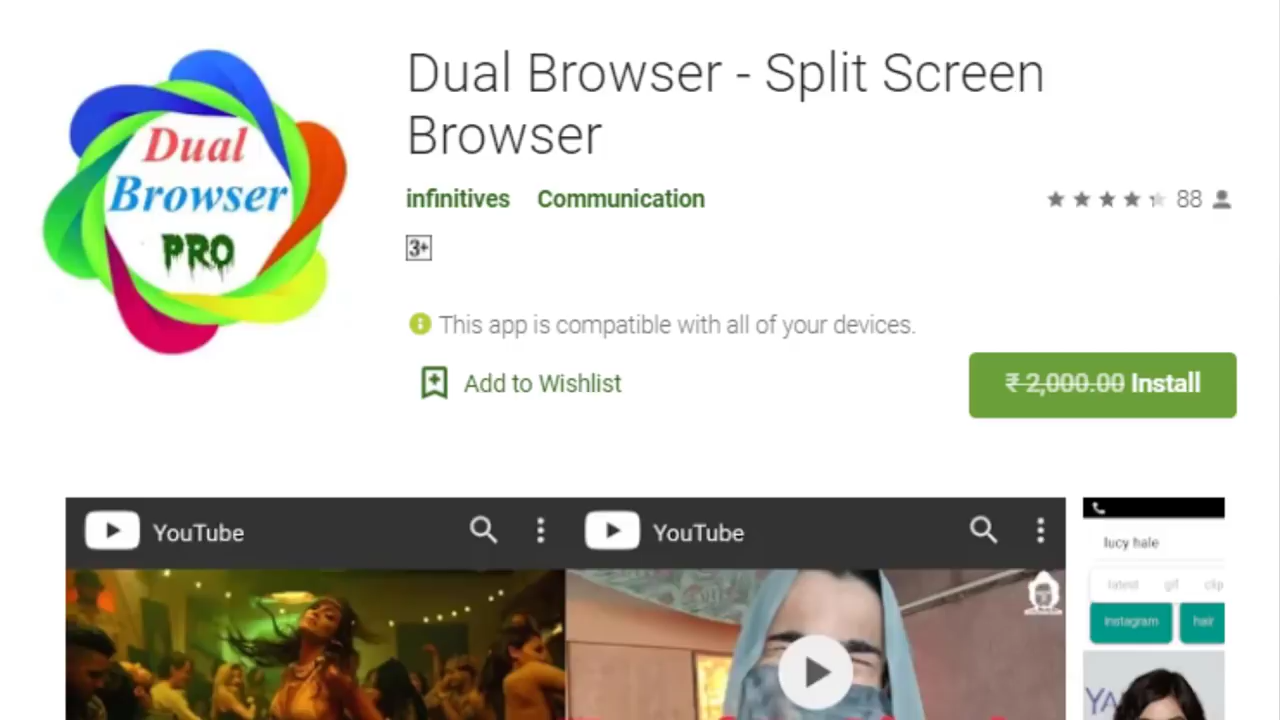 Dual Browser - Split Screen
Browser
Dual
Browser
PRO
infinitives Communication
88
3+
This app is compatible with all of your devices.
Add to Wishlist
₹ 2,000.00 Install
YouTube
YouTube
lucy hale
latest gif clip
instagram hair
YA